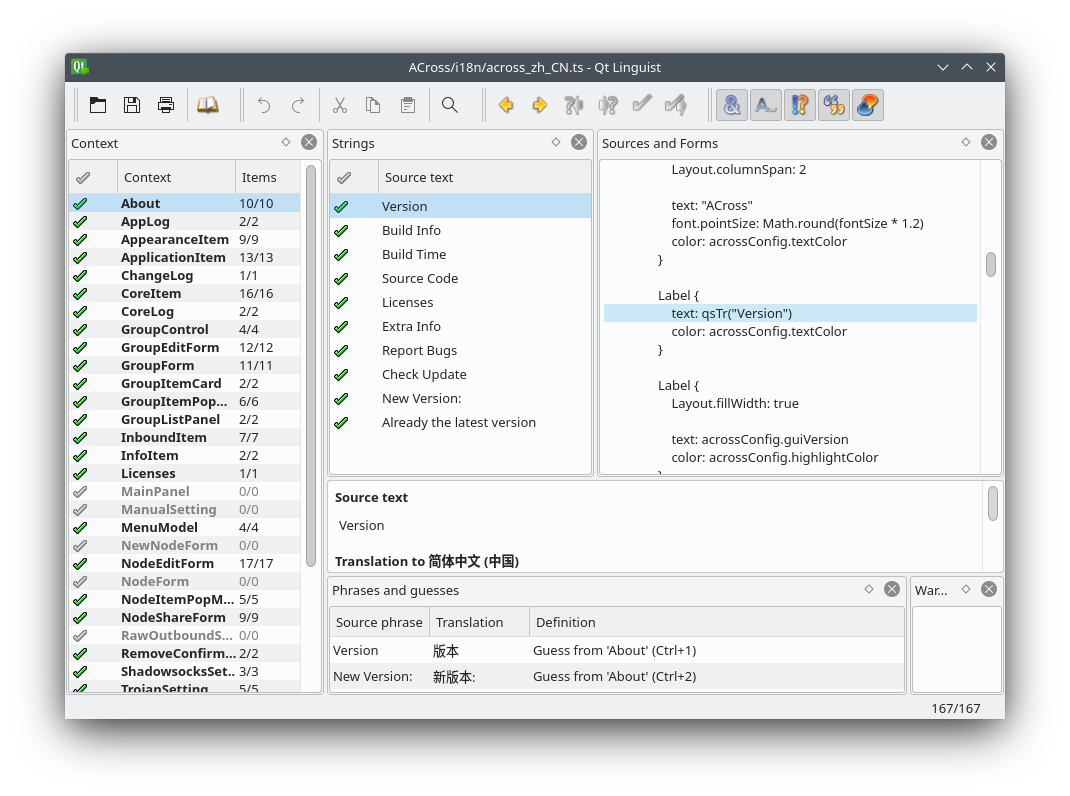 ACross/i18n/across_zh_CN.ts - Qt Linguist
Context
Context Items
About 10/10
AppLog 2/2
AppearanceItem 9/9
ApplicationItem 13/13
ChangeLog 1/1
CoreItem 16/16
CoreLog 2/2
GroupControl 4/4
GroupEditForm 12/12
GroupForm 11/11
GroupItemCard 2/2
GroupItemPop... 6/6
GroupListPanel 2/2
InboundItem 7/7
InfoItem 2/2
Licenses 1/1
MainPanel 0/0
ManualSetting 0/0
MenuModel 4/4
NewNodeForm 0/0
NodeEditForm 17/17
NodeForm 0/0
NodeItemPopM... 5/5
NodeShareForm 9/9
RawOutboundS... 0/0
RemoveConfirm... 2/2
ShadowsocksSet.. 3/3
TrojanSetting 5/5
Strings
Source text
Version
Build Info
Build Time
Source Code
Licenses
Extra Info
Report Bugs
Check Update
New Version:
Already the latest version
Sources and Forms
Layout.columnSpan: 2
text: "ACross"
font.pointSize: Math.round(fontSize * 1.2)
color: acrossConfig.textColor
}
Label {
text: qsTr("Version")
color: acrossConfig.textColor
}
Label {
Layout.fillWidth: true
text: acrossConfig.guiVersion
color: acrossConfig.highlightColor
}
Source text
Version
Translation to 简体中文 (中国)
Phrases and guesses
Source phrase Translation Definition
Version 版本 Guess from 'About' (Ctrl+1)
New Version: 新版本: Guess from 'About' (Ctrl+2)
War...
167/167